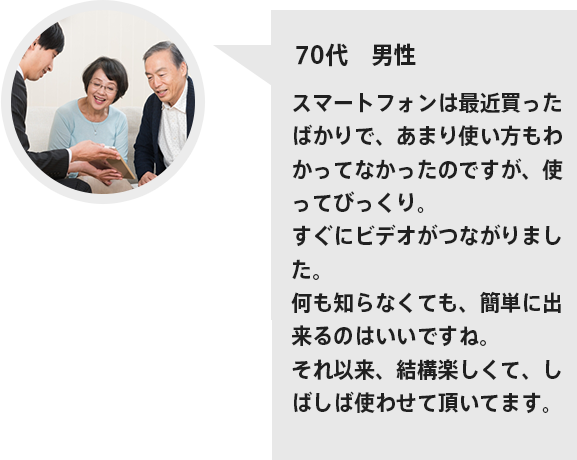 70代　男性
スマートフォンは最近買った
ばかりで、あまり使い方もわ
かってなかったのですが、使
ってびっくり。
すぐにビデオがつながりまし
た。
何も知らなくても、簡単に出
来るのはいいですね。
それ以来、結構楽しくて、し
ばしば使わせて頂いてます。